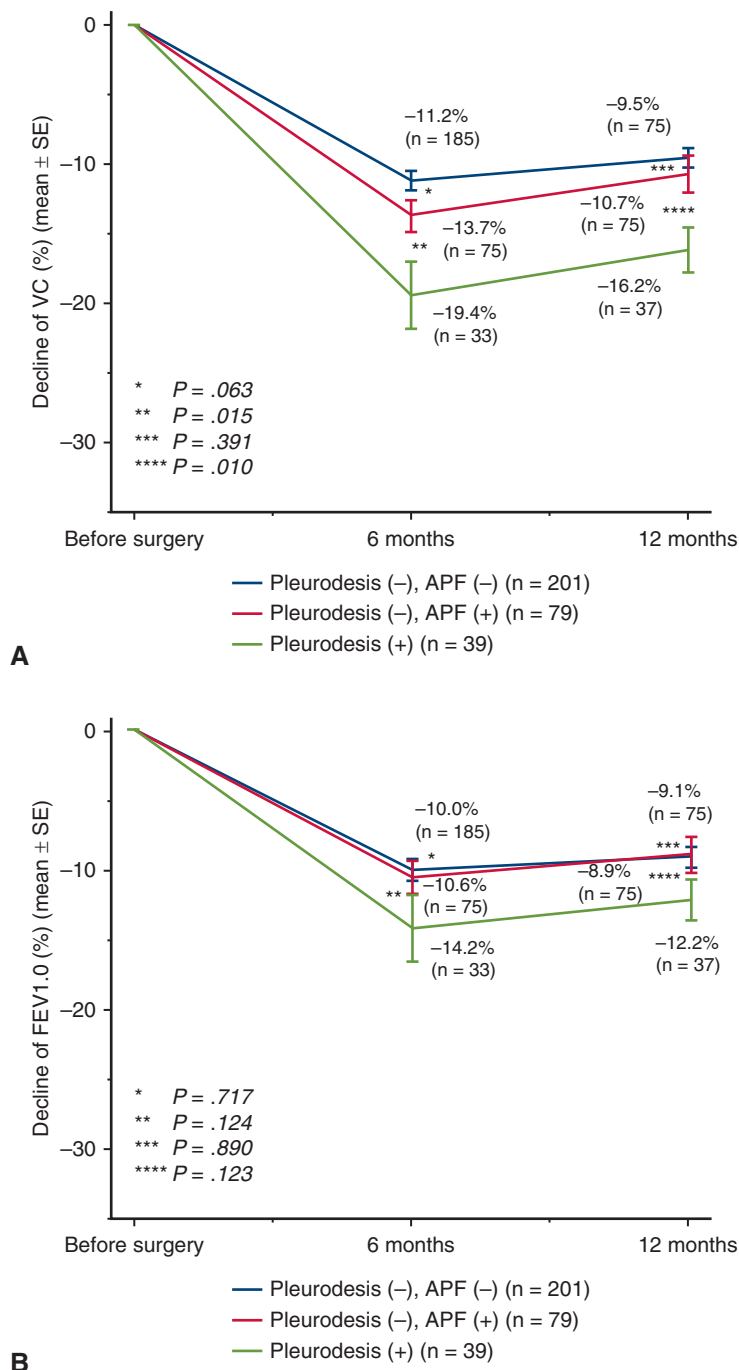 0
–10
–20
–30
Decline of VC (%) (mean ± SE)
–11.2%
(n = 185)
–9.5%
(n = 75)
*
***
–13.7%
(n = 75)
**
–10.7%
(n = 75)
****
–19.4%
(n = 33)
–16.2%
(n = 37)
* P = .063
** P = .015
*** P = .391
**** P = .010
Before surgery 6 months 12 months
Pleurodesis (–), APF (–) (n = 201)
Pleurodesis (–), APF (+) (n = 79)
Pleurodesis (+) (n = 39)
A
0
–10
–20
–30
Decline of FEV1.0 (%) (mean ± SE)
–10.0%
(n = 185)
–9.1%
(n = 75)
*
***
**
–10.6%
(n = 75)
–8.9%
(n = 75)
****
–14.2%
(n = 33)
–12.2%
(n = 37)
* P = .717
** P = .124
*** P = .890
**** P = .123
Before surgery 6 months 12 months
Pleurodesis (–), APF (–) (n = 201)
Pleurodesis (–), APF (+) (n = 79)
Pleurodesis (+) (n = 39)
B